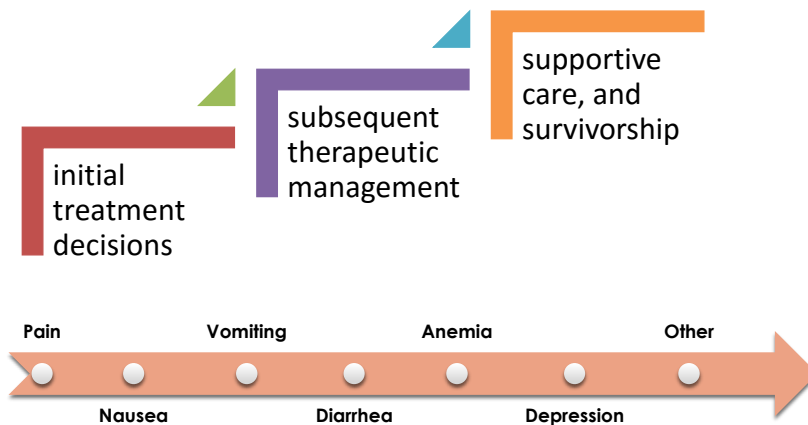 initial
treatment
decisions
subsequent
therapeutic
management
supportive
care, and
survivorship
Pain
Nausea
Vomiting
Diarrhea
Anemia
Depression
Other